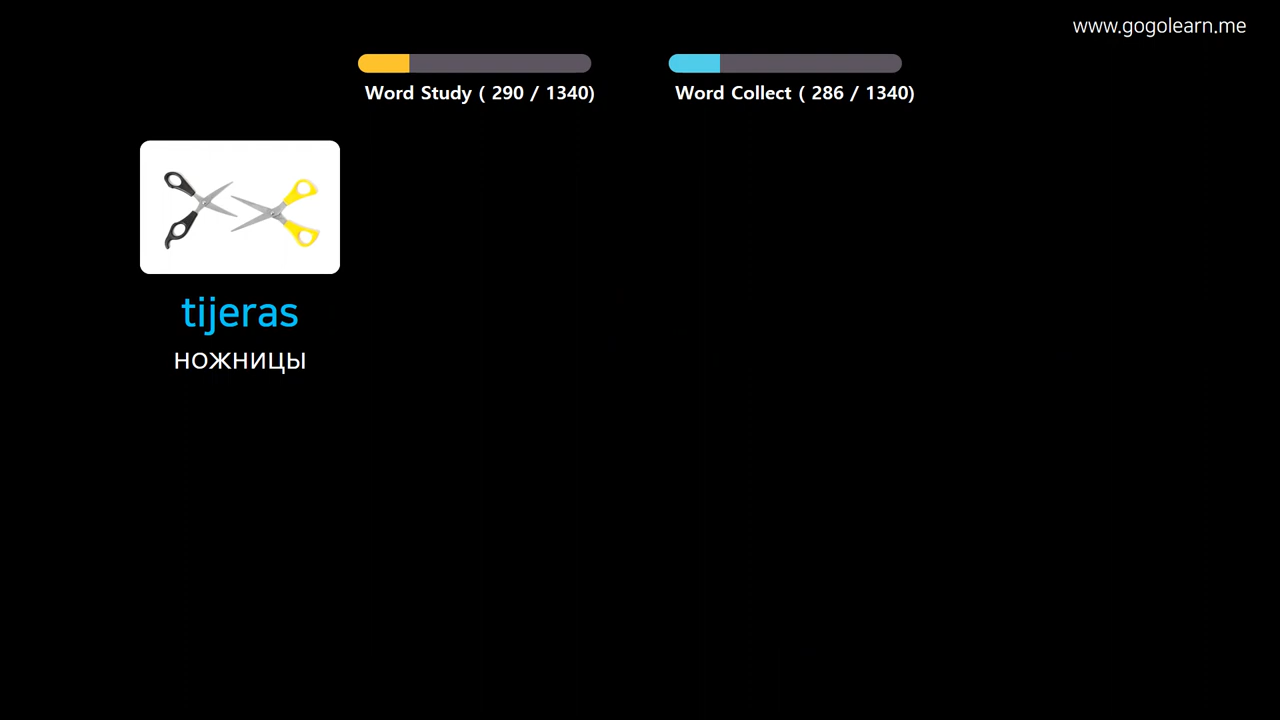 www.gogolearn.me
Word Study ( 290 / 1340)
Word Collect ( 286 / 1340)
tijeras
ножницы